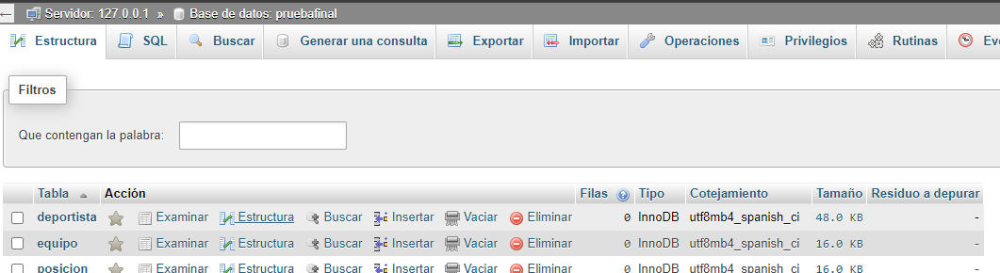 Servidor: 127.0.0.1 » Base de datos: pruebafinal
Estructura SQL Buscar Generar una consulta Exportar Importar Operaciones Privilegios Rutinas
Filtros
Que contengan la palabra:
Tabla Acción Filas Tipo Cotejamiento Tamaño Residuo a depurar
deportista Examinar Estructura Buscar Insertar Vaciar Eliminar 0 InnoDB utf8mb4_spanish_ci 48.0 KB -
equipo Examinar Estructura Buscar Insertar Vaciar Eliminar 0 InnoDB utf8mb4_spanish_ci 16.0 KB -
posicion Examinar Estructura Buscar Insertar Vaciar Eliminar 0 InnoDB utf8mb4_spanish_ci 16.0 KB -